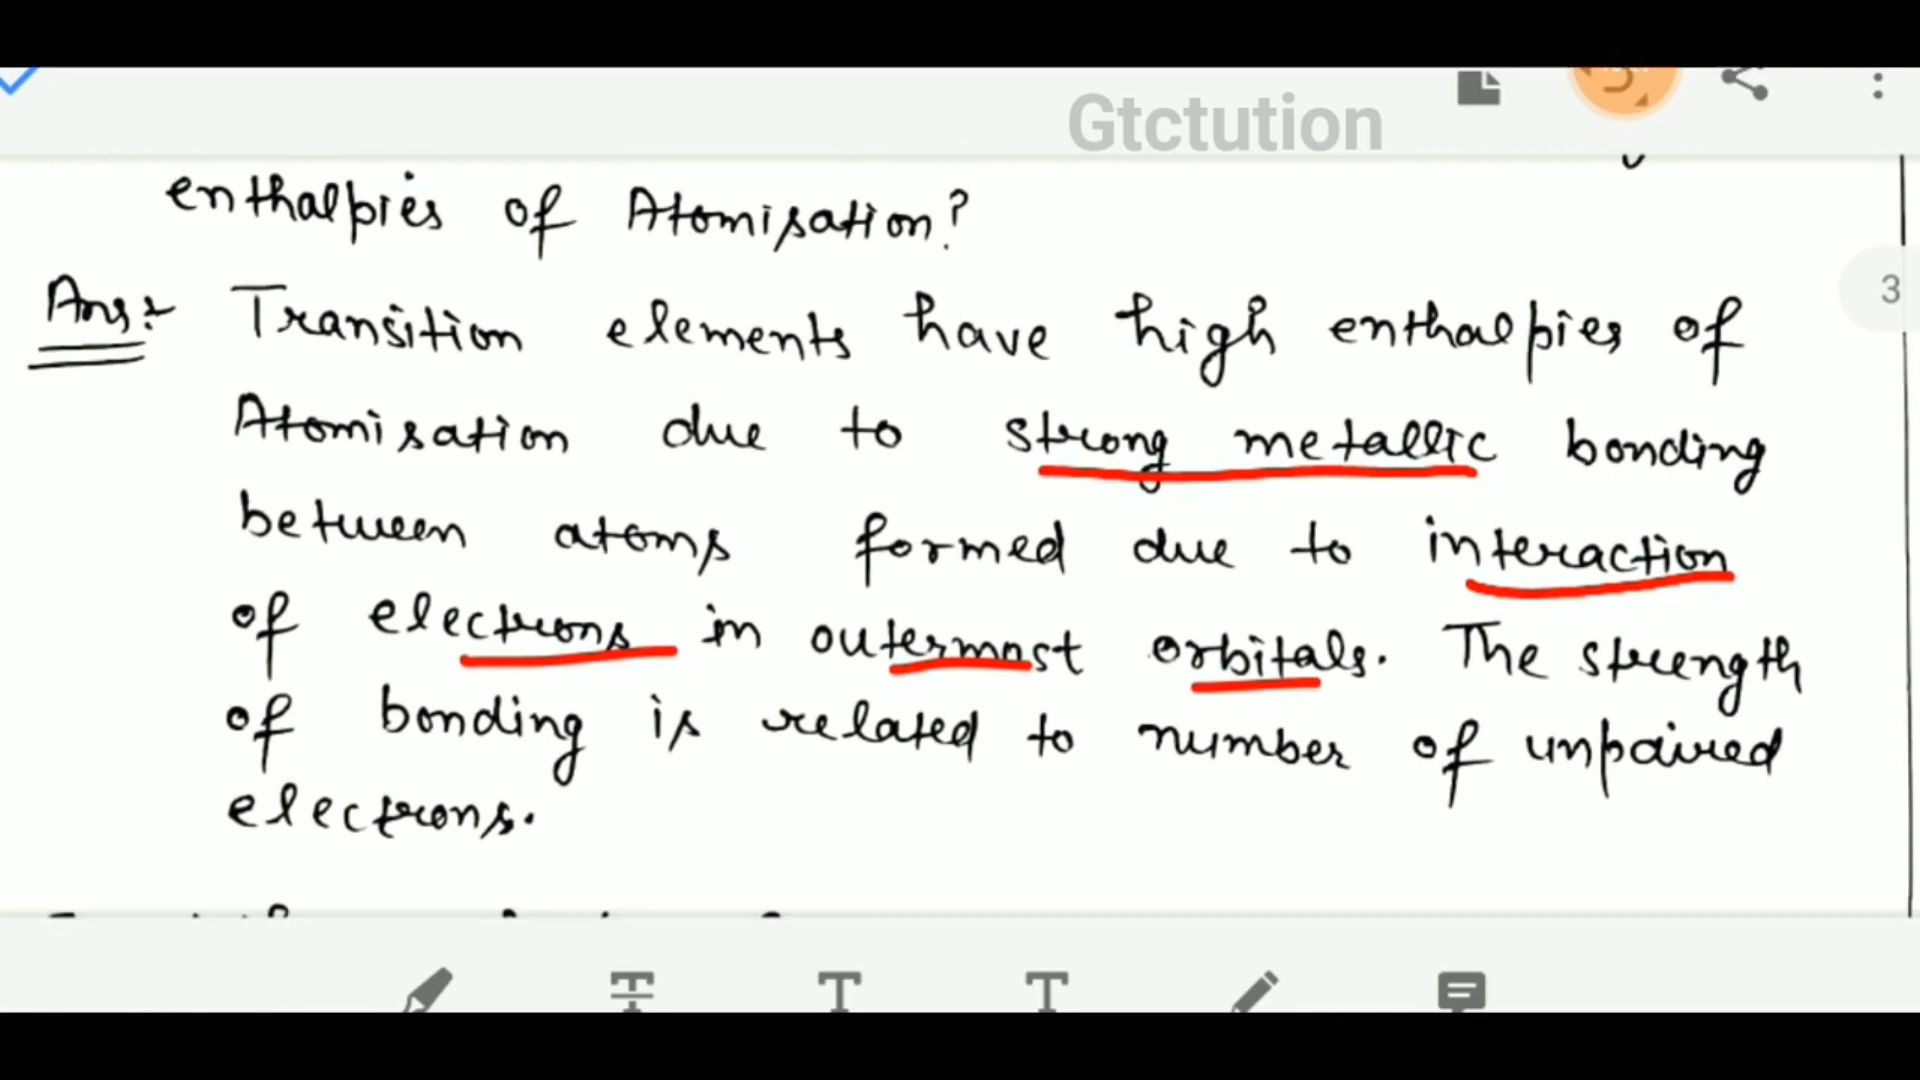 Gtctution
enthalpies of Atomisation?
3
Ans:- Transition elements have high enthalpies of
Atomisation due to strong metallic bonding
between atoms formed due to interaction
of electrons in outermost orbitals. The strength
of bonding is related to number of unpaired
electrons.